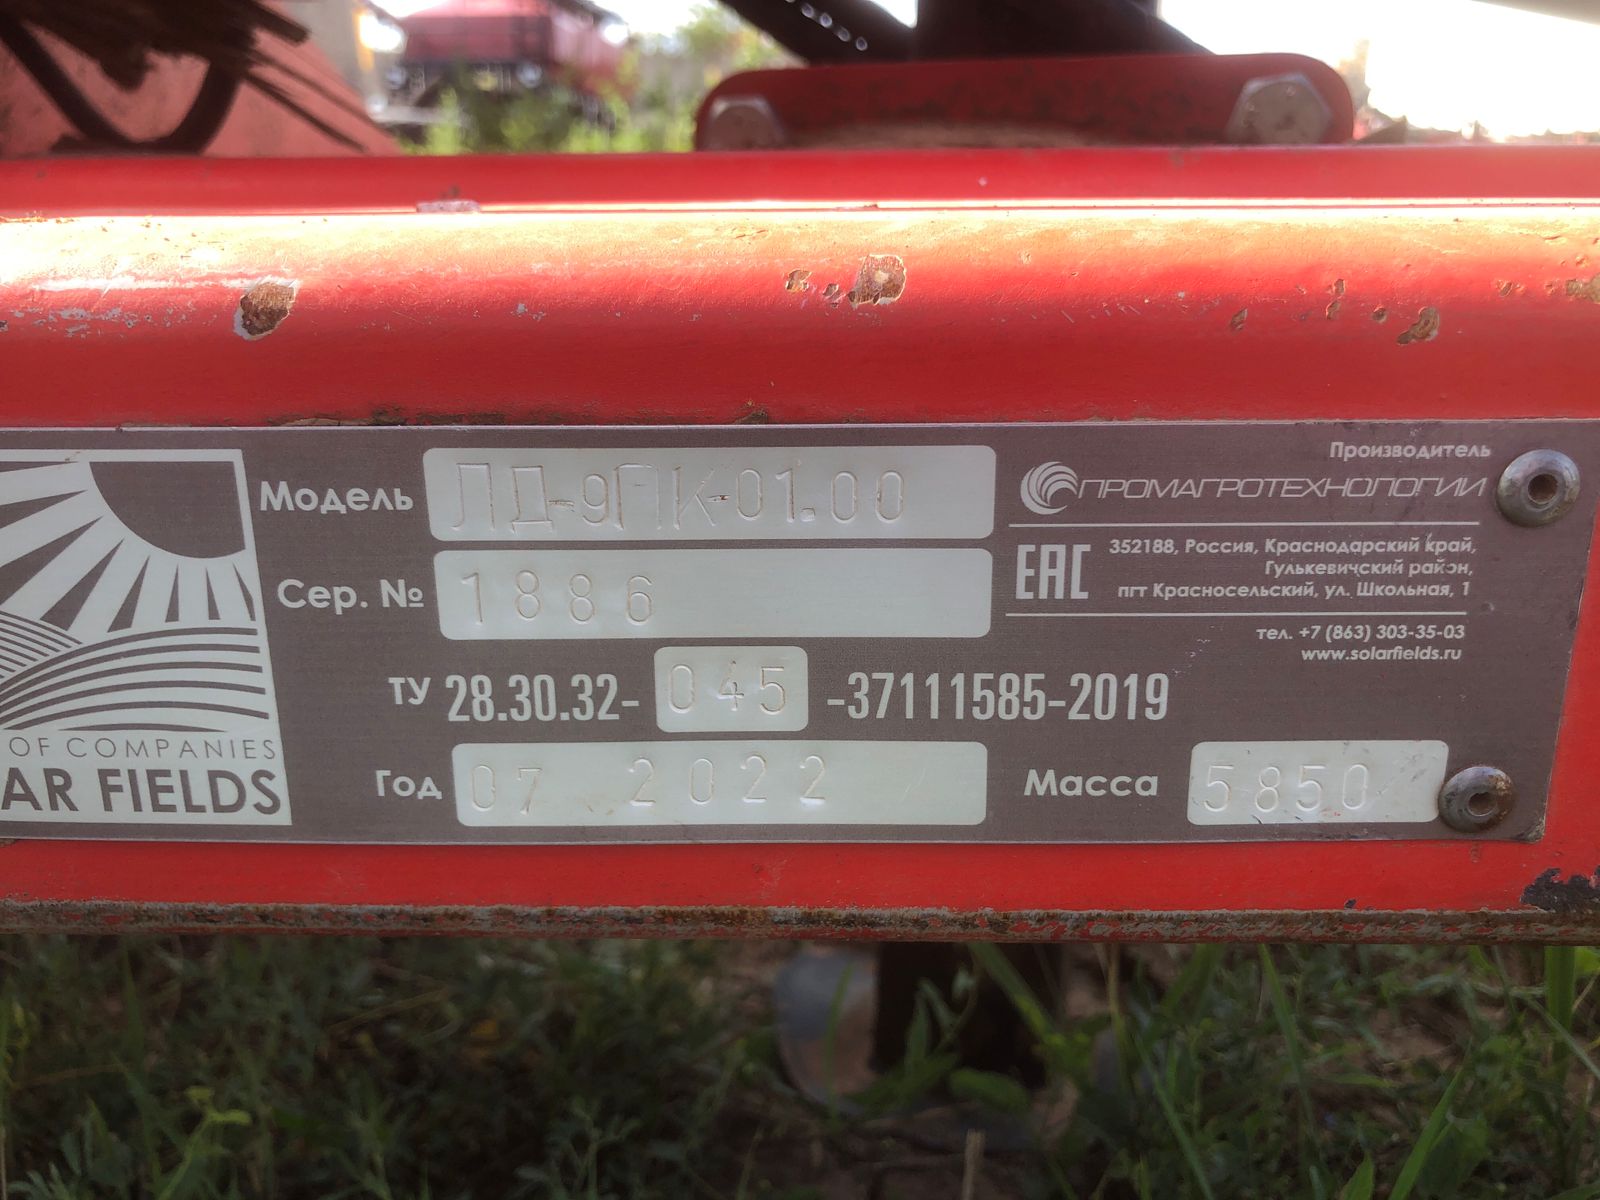 OF COMPANIES
AR FIELDS
Модель ЛД-9ПК-01.00
Сер. № 1886
ТУ 28.30.32-045-37111585-2019
Год 07 2022
Масса 5850
Производитель
ПРОМАГРОТЕХНОЛОГИИ
EAC
352188, Россия, Краснодарский край,
Гулькевичский район,
пгт Красносельский, ул. Школьная, 1
тел. +7 (863) 303-35-03
www.solarfields.ru